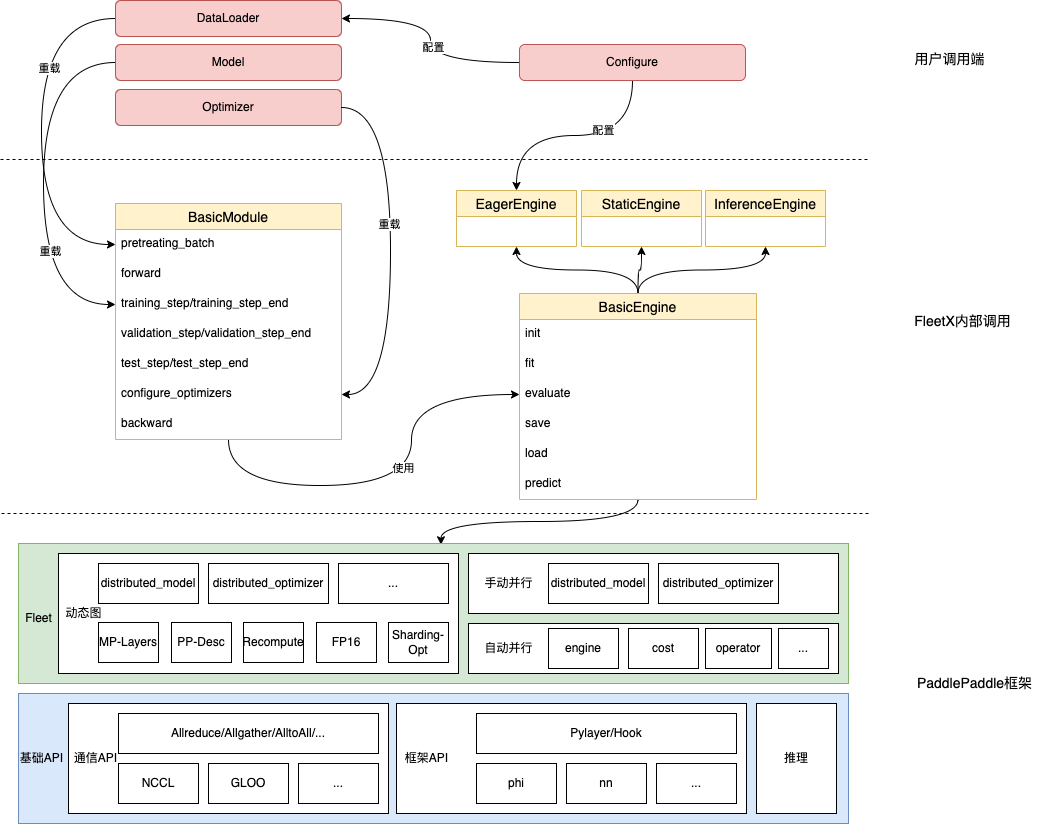 DataLoader
配置
Model
Configure
用户调用端
重载
Optimizer
配置
EagerEngine
StaticEngine
InferenceEngine
BasicModule
重载
pretreating_batch
重载
forward
training_step/training_step_end
BasicEngine
FleetX内部调用
validation_step/validation_step_end
init
test_step/test_step_end
fit
configure_optimizers
evaluate
backward
save
使用
load
predict
Fleet
动态图
distributed_model
distributed_optimizer
...
MP-Layers
PP-Desc
Recompute
FP16
Sharding-
Opt
手动并行
distributed_model
distributed_optimizer
自动并行
engine
cost
operator
...
PaddlePaddle框架
基础API
通信API
Allreduce/Allgather/AlltoAll/...
NCCL
GLOO
...
框架API
Pylayer/Hook
phi
nn
...
推理